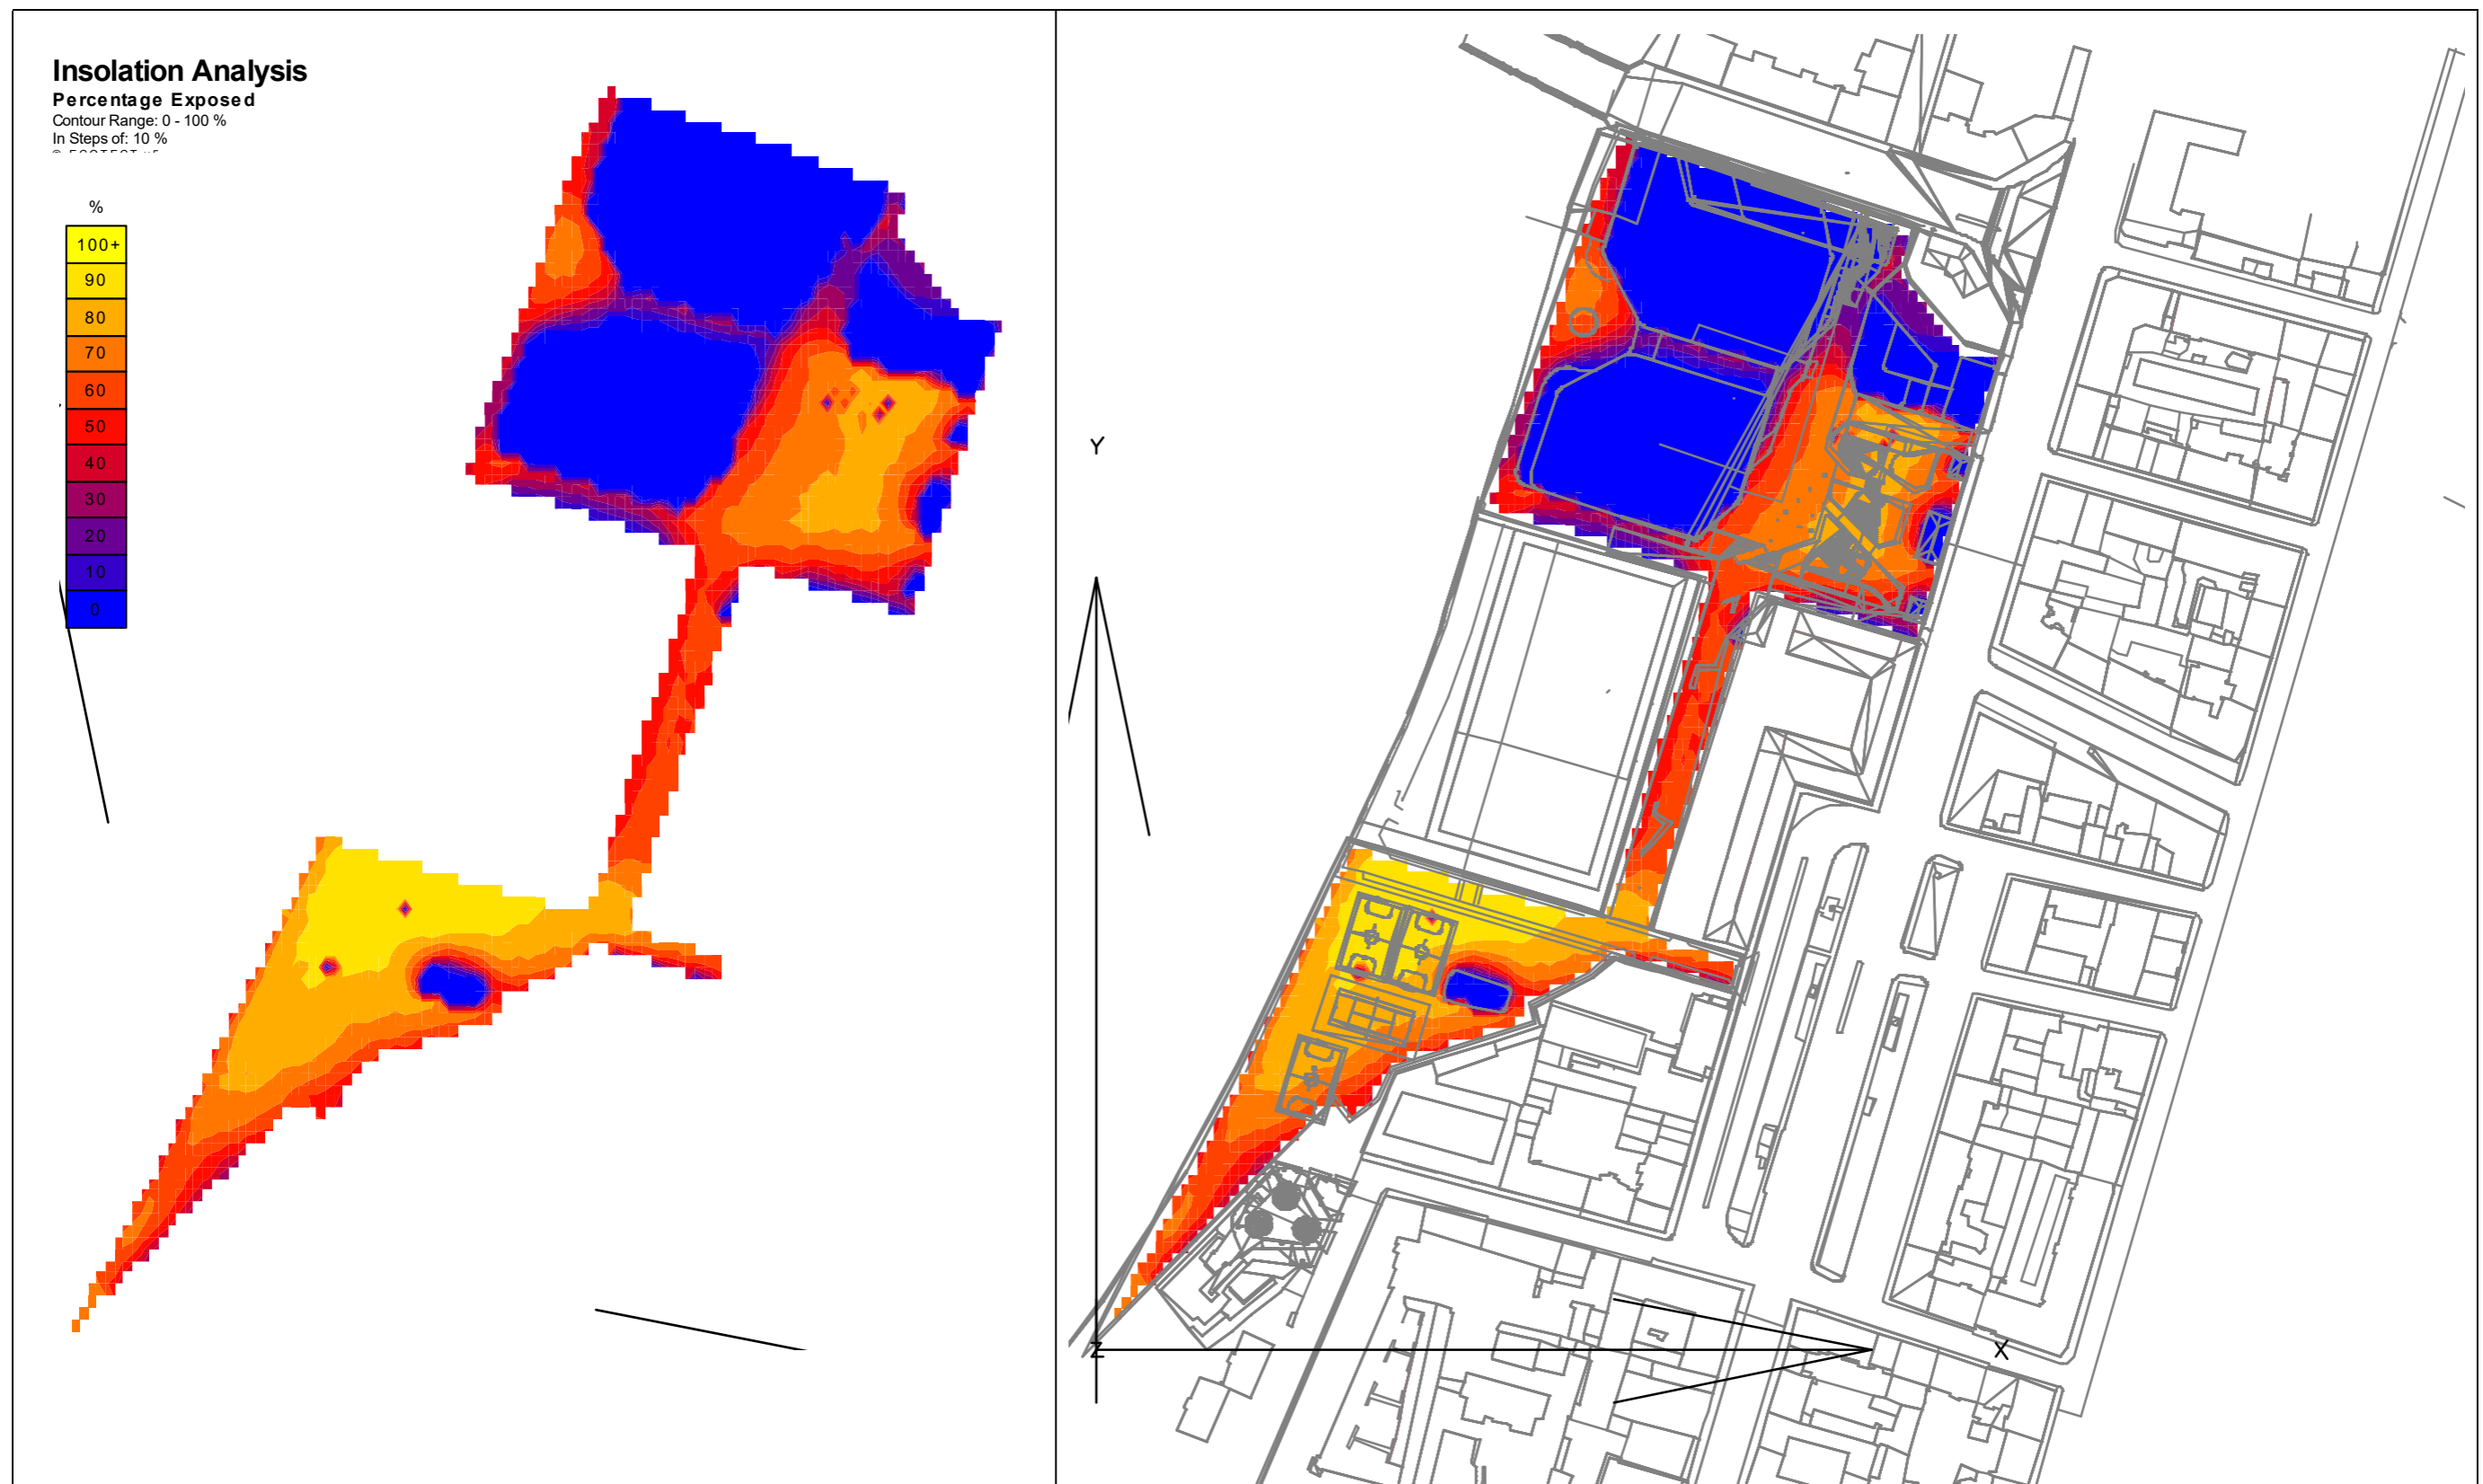 Insolation Analysis
Percentage Exposed
Contour Range: 0 - 100 %
In Steps of: 10 %
%
100+
90
80
70
60
50
40
30
20
10
0
Y
Z
X